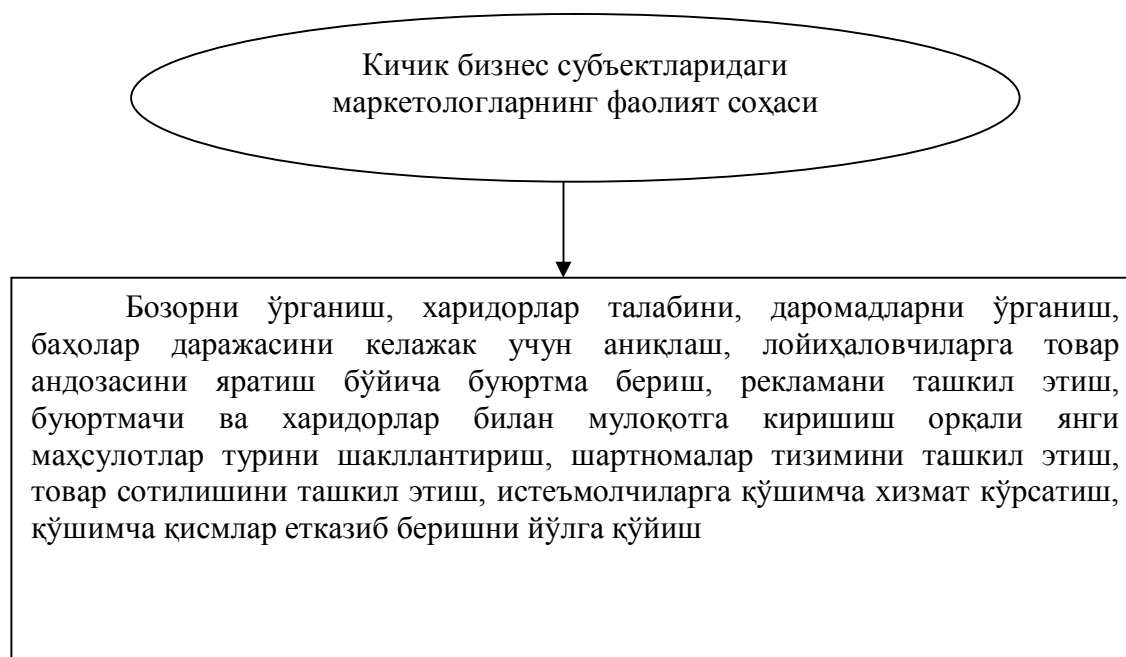 Кичик бизнес субъектларидаги
маркетологларнинг фаолият соҳаси
Бозорни ўрганиш, харидорлар талабини, даромадларни ўрганиш,
баҳолар даражасини келажак учун аниқлаш, лойиҳаловчиларга товар
андозасини яратиш бўйича буюртма бериш, рекламани ташкил этиш,
буюртмачи ва харидорлар билан мулоқотга киришиш орқали янги
маҳсулотлар турини шакллантириш, шартномалар тизимини ташкил этиш,
товар сотилишини ташкил этиш, истеъмолчиларга қўшимча хизмат кўрсатиш,
қўшимча қисмлар етказиб беришни йўлга қўйиш